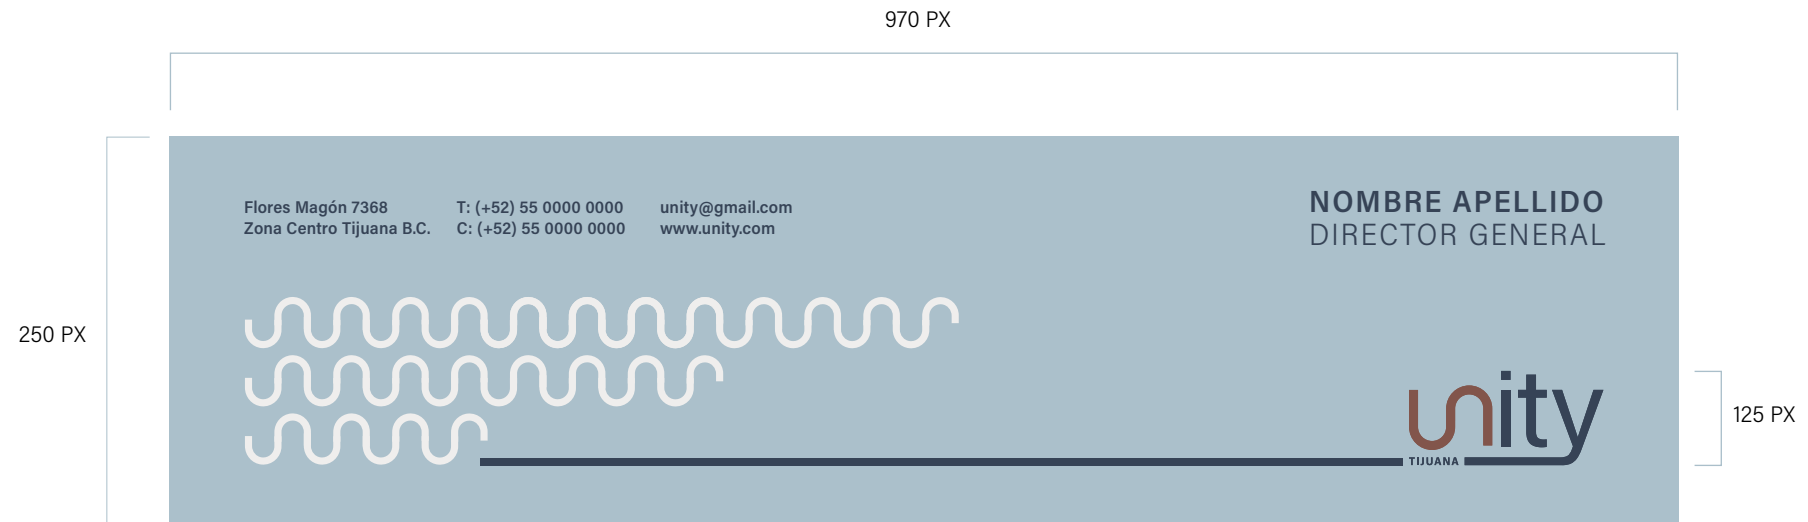 970 PX
250 PX
Flores Magón 7368
Zona Centro Tijuana B.C.
T: (+52) 55 0000 0000
C: (+52) 55 0000 0000
unity@gmail.com
www.unity.com
NOMBRE APELLIDO
DIRECTOR GENERAL
unity
TIJUANA
125 PX